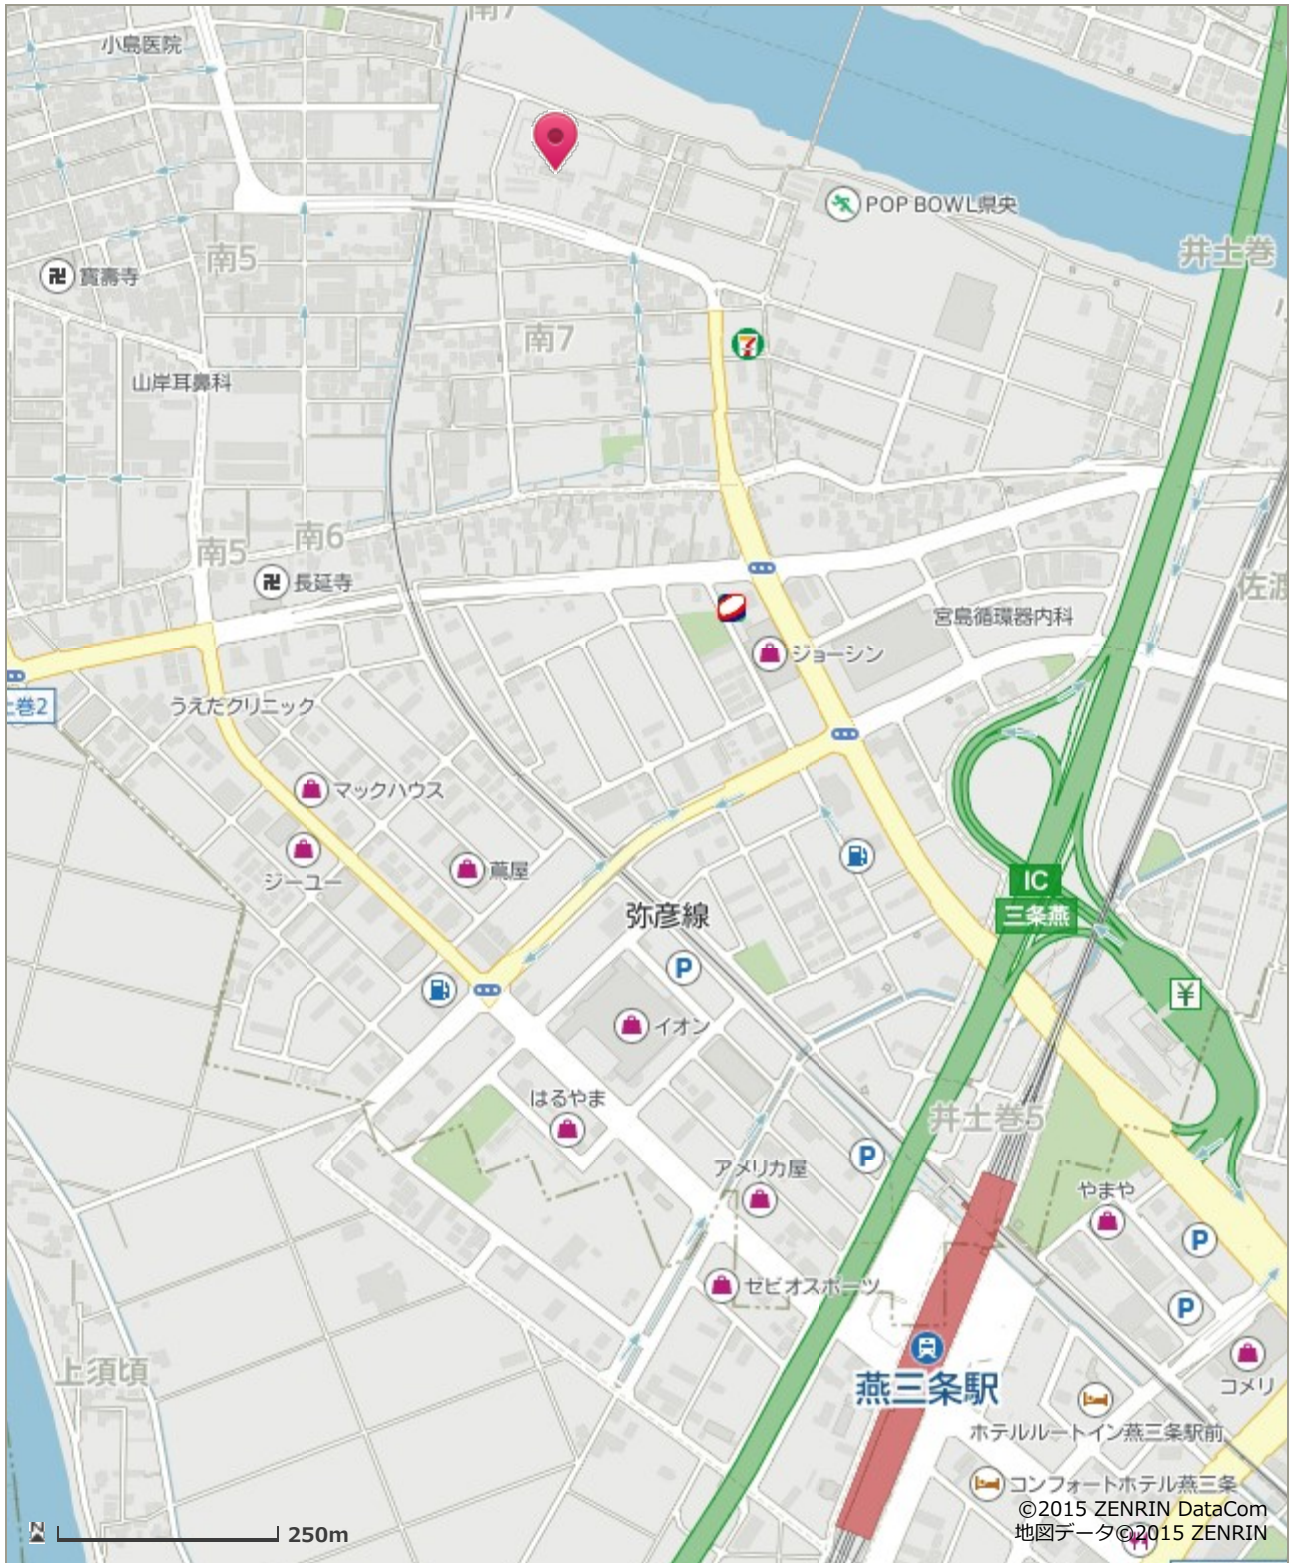 南7
小島医院
POP BOWL県央
井土巻
南5
寶壽寺
南7
山岸耳鼻科
南6
南5
長延寺
佐渡
宮島循環器内科
ジョーシン
土巻2
うえたクリニック
マックハウス
ジーユー
蔦屋
IC
三条燕
弥彦線
P
¥
イオン
はるやま
井土巻5
アメリカ屋
P
やまや
P
ゼビオスポーツ
P
上須頃
燕三条駅
コメリ
ホテルルートイン燕三条駅前
コンフォートホテル燕三条
©2015 ZENRIN DataCom
地図データ©2015 ZENRIN
N
250m